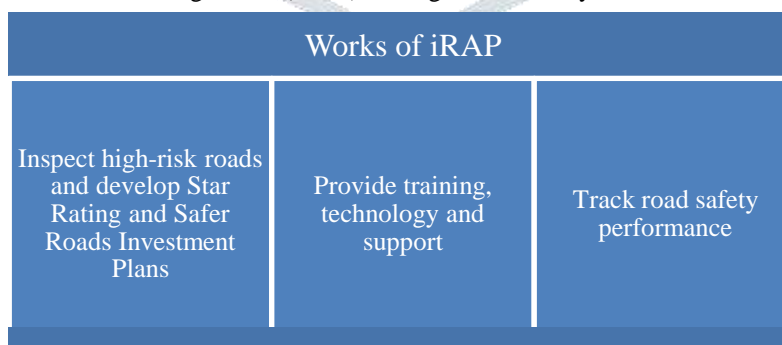 Works of iRAP
Inspect high-risk roads
and develop Star
Rating and Safer
Roads Investment
Plans
Provide training,
technology and
support
Track road safety
performance